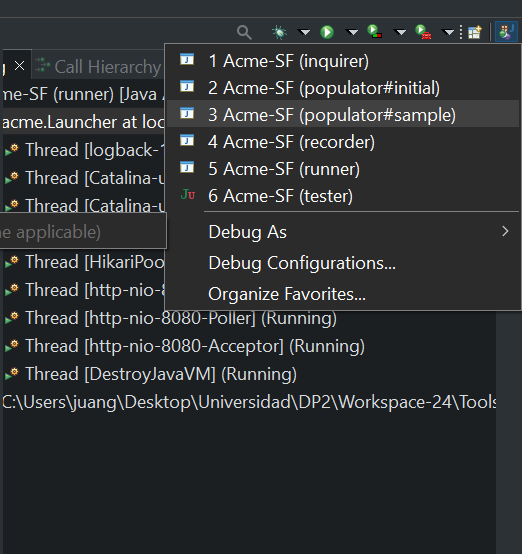 Call Hierarchy
me-SF (runner) [Java
acme.Launcher at loc
Thread [logback-1
Thread [Catalina-u
Thread [Catalina-u
e applicable)
Thread [HikariPoo
Thread [http-nio-8
Thread [http-nio-8080-Poller] (Running)
Thread [http-nio-8080-Acceptor] (Running)
Thread [DestroyJavaVM] (Running)
C:\Users\juang\Desktop\Universidad\DP2\Workspace-24\Tools
1 Acme-SF (inquirer)
2 Acme-SF (populator#initial)
3 Acme-SF (populator#sample)
4 Acme-SF (recorder)
5 Acme-SF (runner)
6 Acme-SF (tester)
Debug As
Debug Configurations...
Organize Favorites...